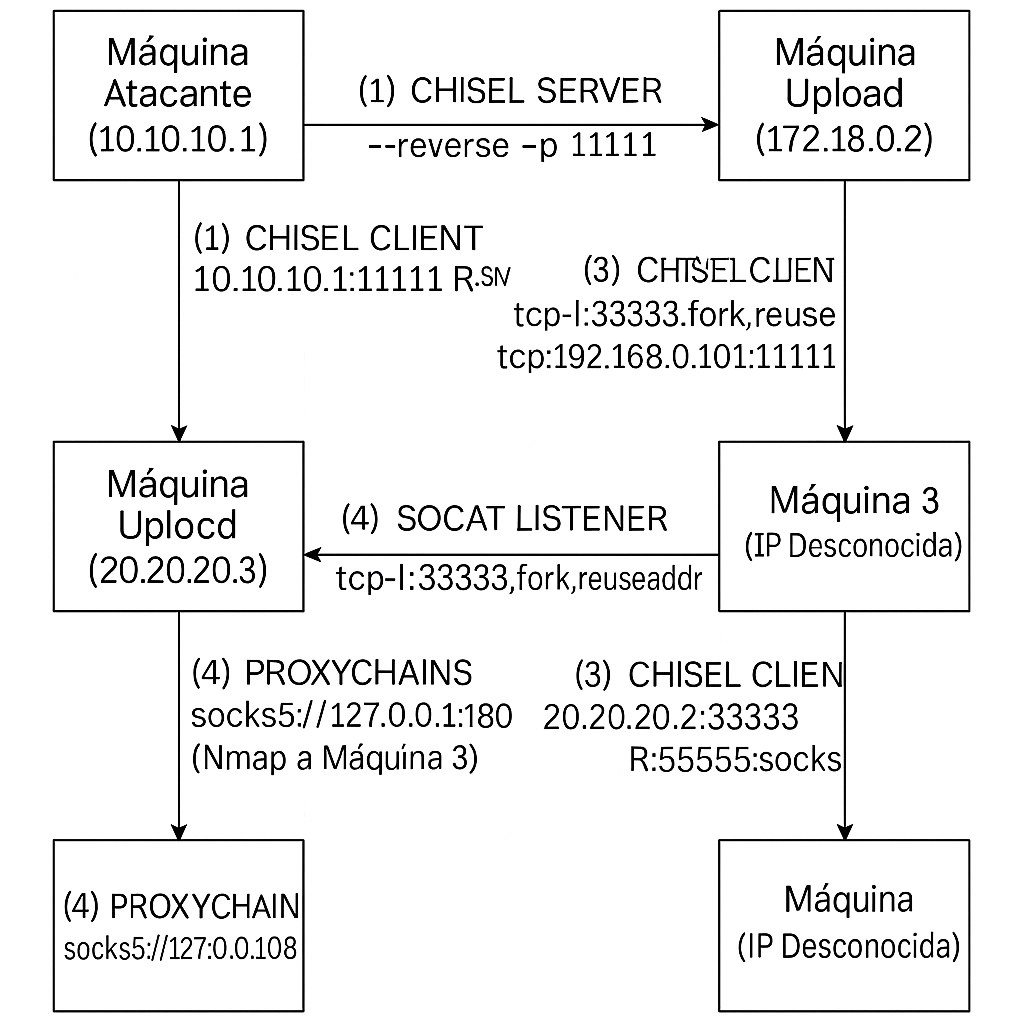 Máquina
Atacante
(10.10.10.1)
(1) CHISEL SERVER
--reverse –p 11111
Máquina
Upload
(172.18.0.2)
(1) CHISEL CLIENT
10.10.10.1:11111
(3)
tcp-l:33333.fork,reuse
tcp:192.168.0.101:11111
Máquina
Uplocd
(20.20.20.3)
(4) SOCAT LISTENER
tcp-l:33333,fork,reuseaddr
Máquina 3
(IP Desconocida)
(4) PROXYCHAINS
socks5://127.0.0.1:180
(Nmap a Máquina 3)
(3) CHISEL CLIEN
20.20.20.2:33333
R:55555:socks
(4) PROXYCHAIN
socks5://127:0.0.108
Máquina
(IP Desconocida)